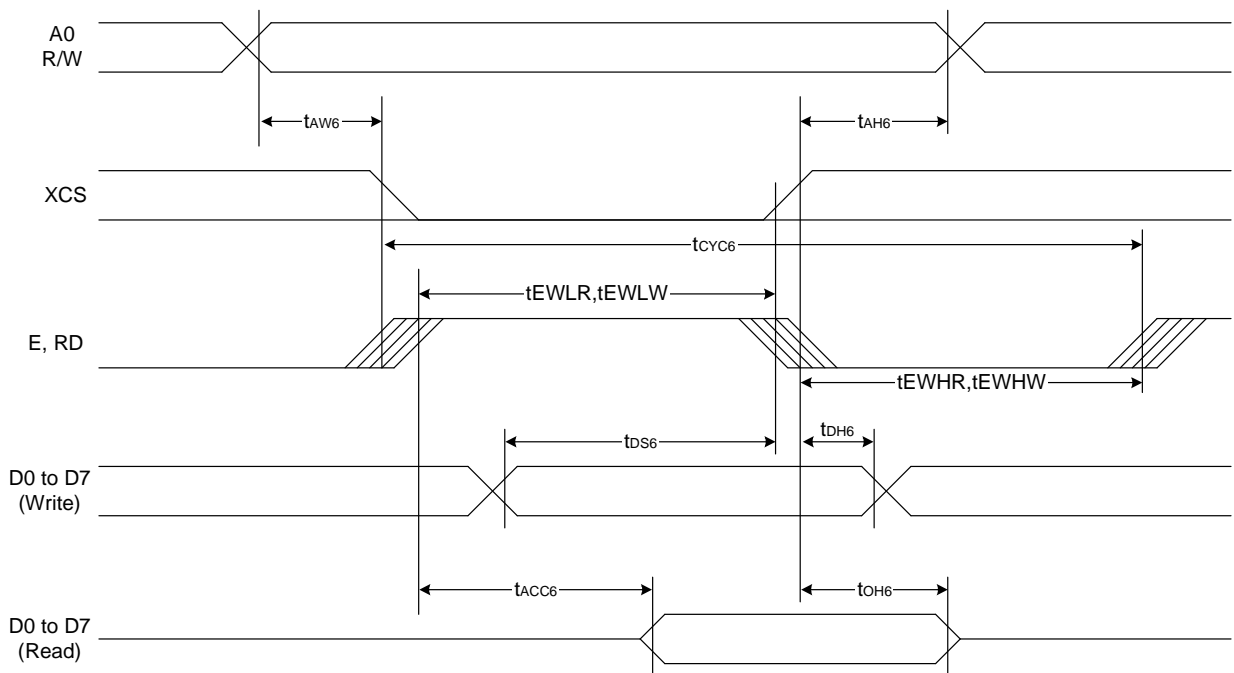 A0
R/W
tAW6
tAH6
XCS
tCYC6
tEWLR,tEWLW
E, RD
tEWHR,tEWHW
tDS6
tDH6
D0 to D7
(Write)
tACC6
tOH6
D0 to D7
(Read)